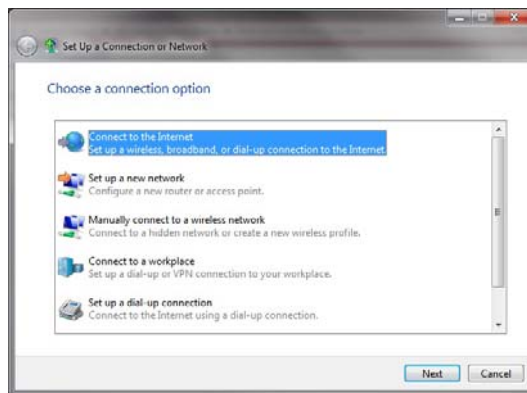 Set Up a Connection or Network
Choose a connection option
Connect to the Internet
Set up a wireless, broadband, or dial-up connection to the Internet.
Set up a new network
Configure a new router or access point.
Manually connect to a wireless network
Connect to a hidden network or create a new wireless profile.
Connect to a workplace
Set up a dial-up or VPN connection to your workplace.
Set up a dial-up connection
Connect to the Internet using a dial-up connection.
Next Cancel